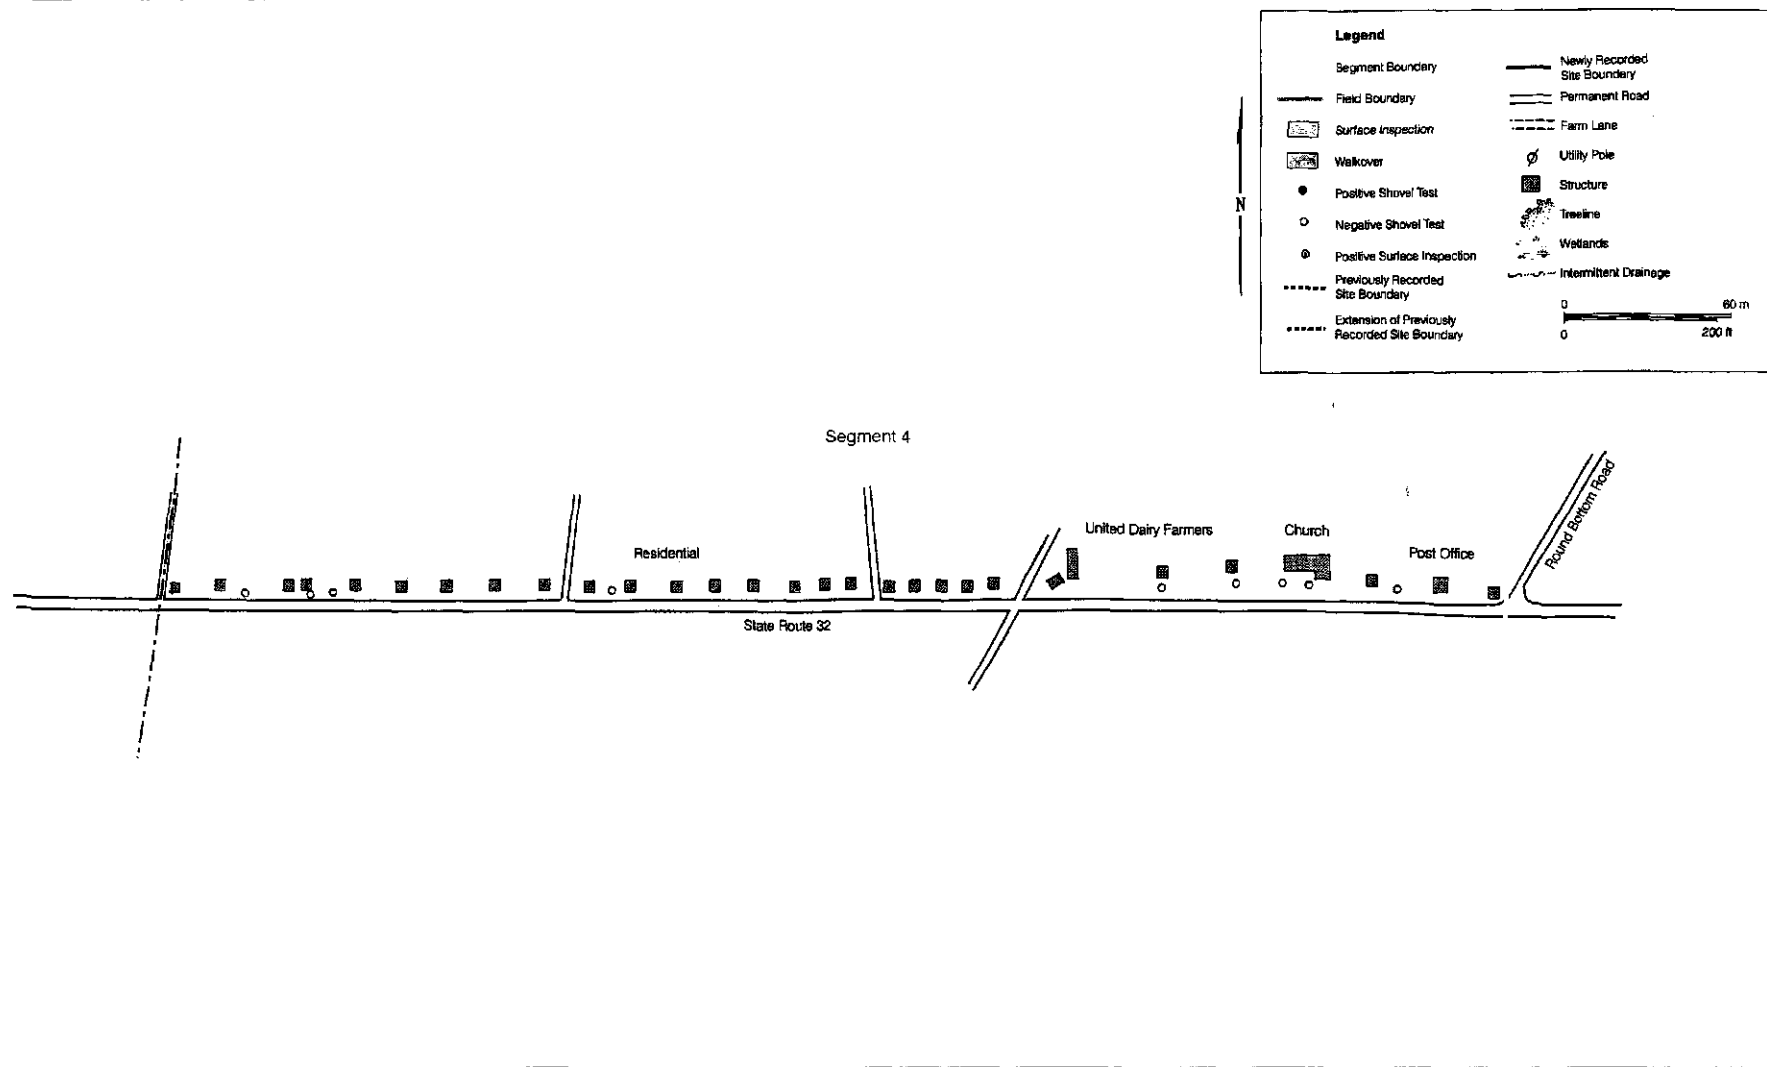 Legend
Segment Boundary
Field Boundary
Surface Inspection
Walkover
Positive Shovel Test
Negative Shovel Test
Positive Surface Inspection
Previously Recorded
Site Boundary
Extension of Previously
Recorded Site Boundary
Newly Recorded
Site Boundary
Permanent Road
Farm Lane
Utility Pole
Structure
Treeline
Wetlands
Intermittent Drainage
0 60 m
0 200 ft
N
Segment 4
Residential
United Dairy Farmers
Church
Post Office
Round Bottom Road
State Route 32